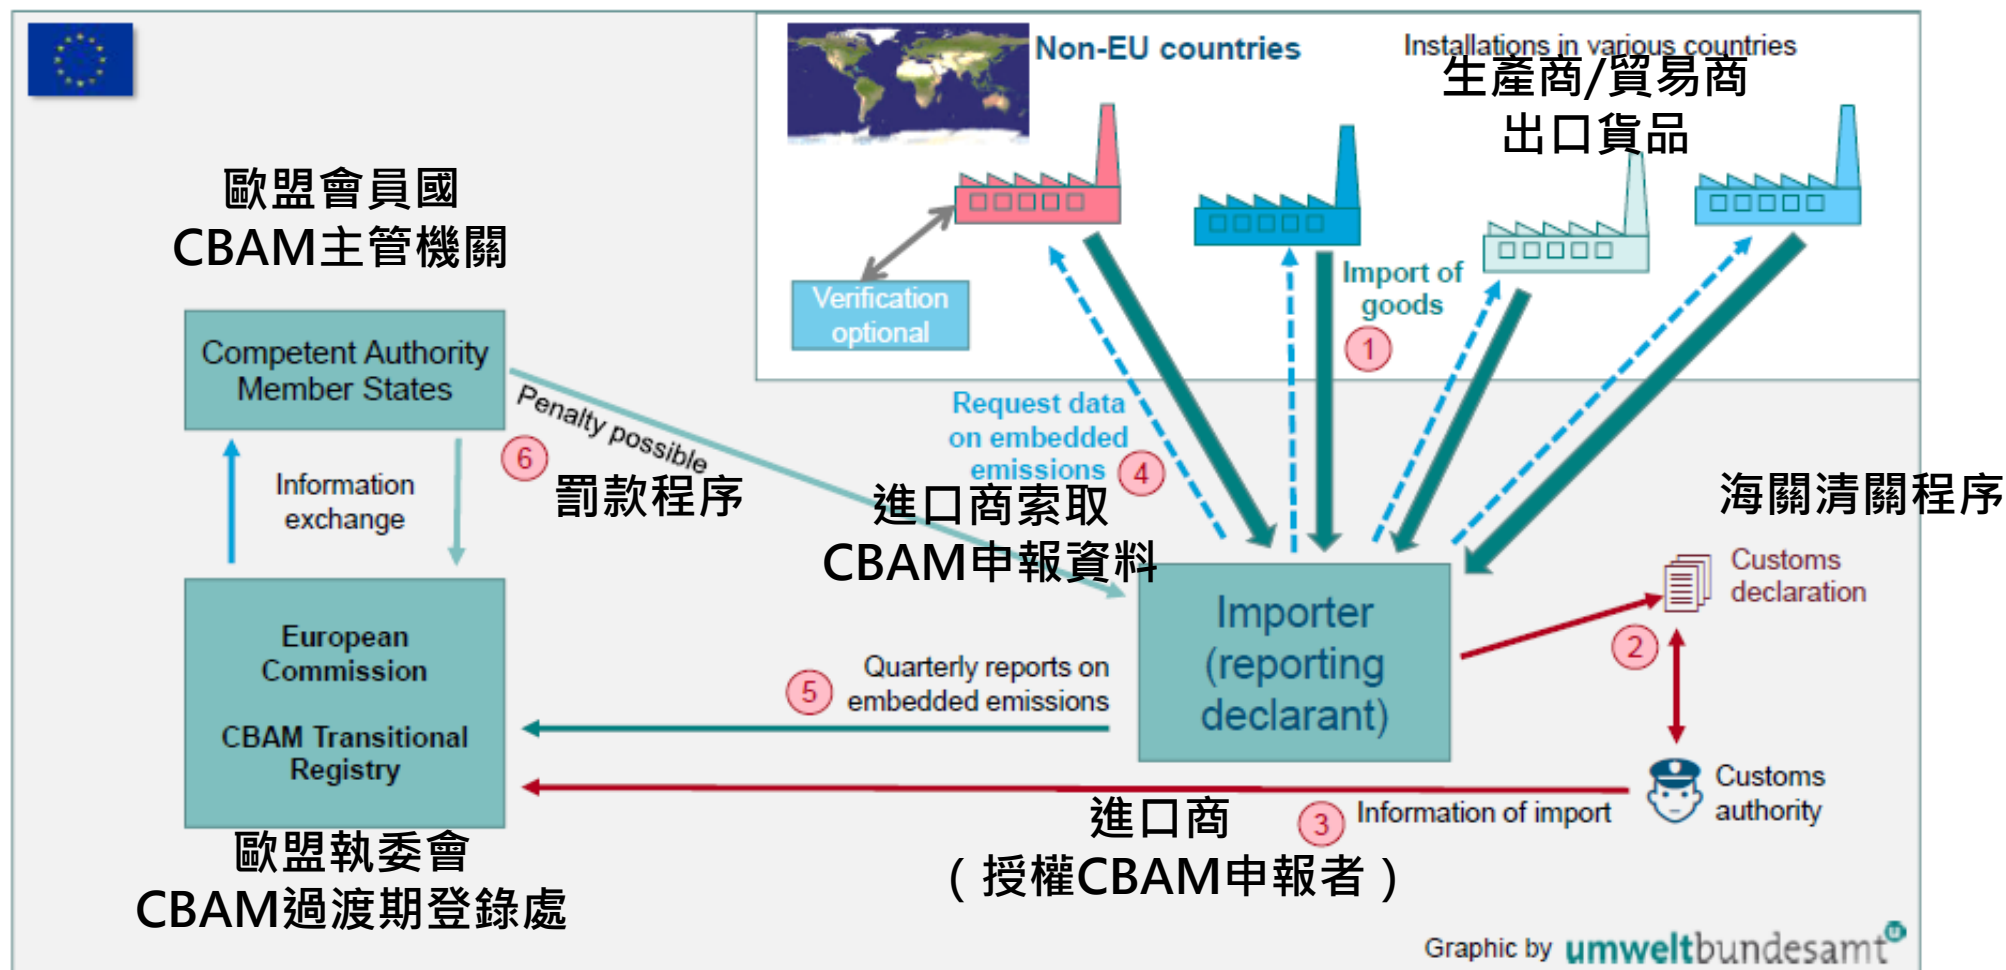 Non-EU countries
Installations in various countries
生產商/貿易商
出口貨品
歐盟會員國
CBAM主管機關
Verification
optional
Import of
goods
1
Competent Authority
Member States
Penalty possible
6
罰款程序
Request data
on embedded
emissions
4
進口商索取
CBAM申報資料
Information
exchange
海關清關程序
Customs
declaration
2
Importer
(reporting
declarant)
European
Commission
CBAM Transitional
Registry
5
Quarterly reports on
embedded emissions
Customs
authority
3
Information of import
進口商
（授權CBAM申報者）
歐盟執委會
CBAM過渡期登錄處
Graphic by umweltbundesamt
u